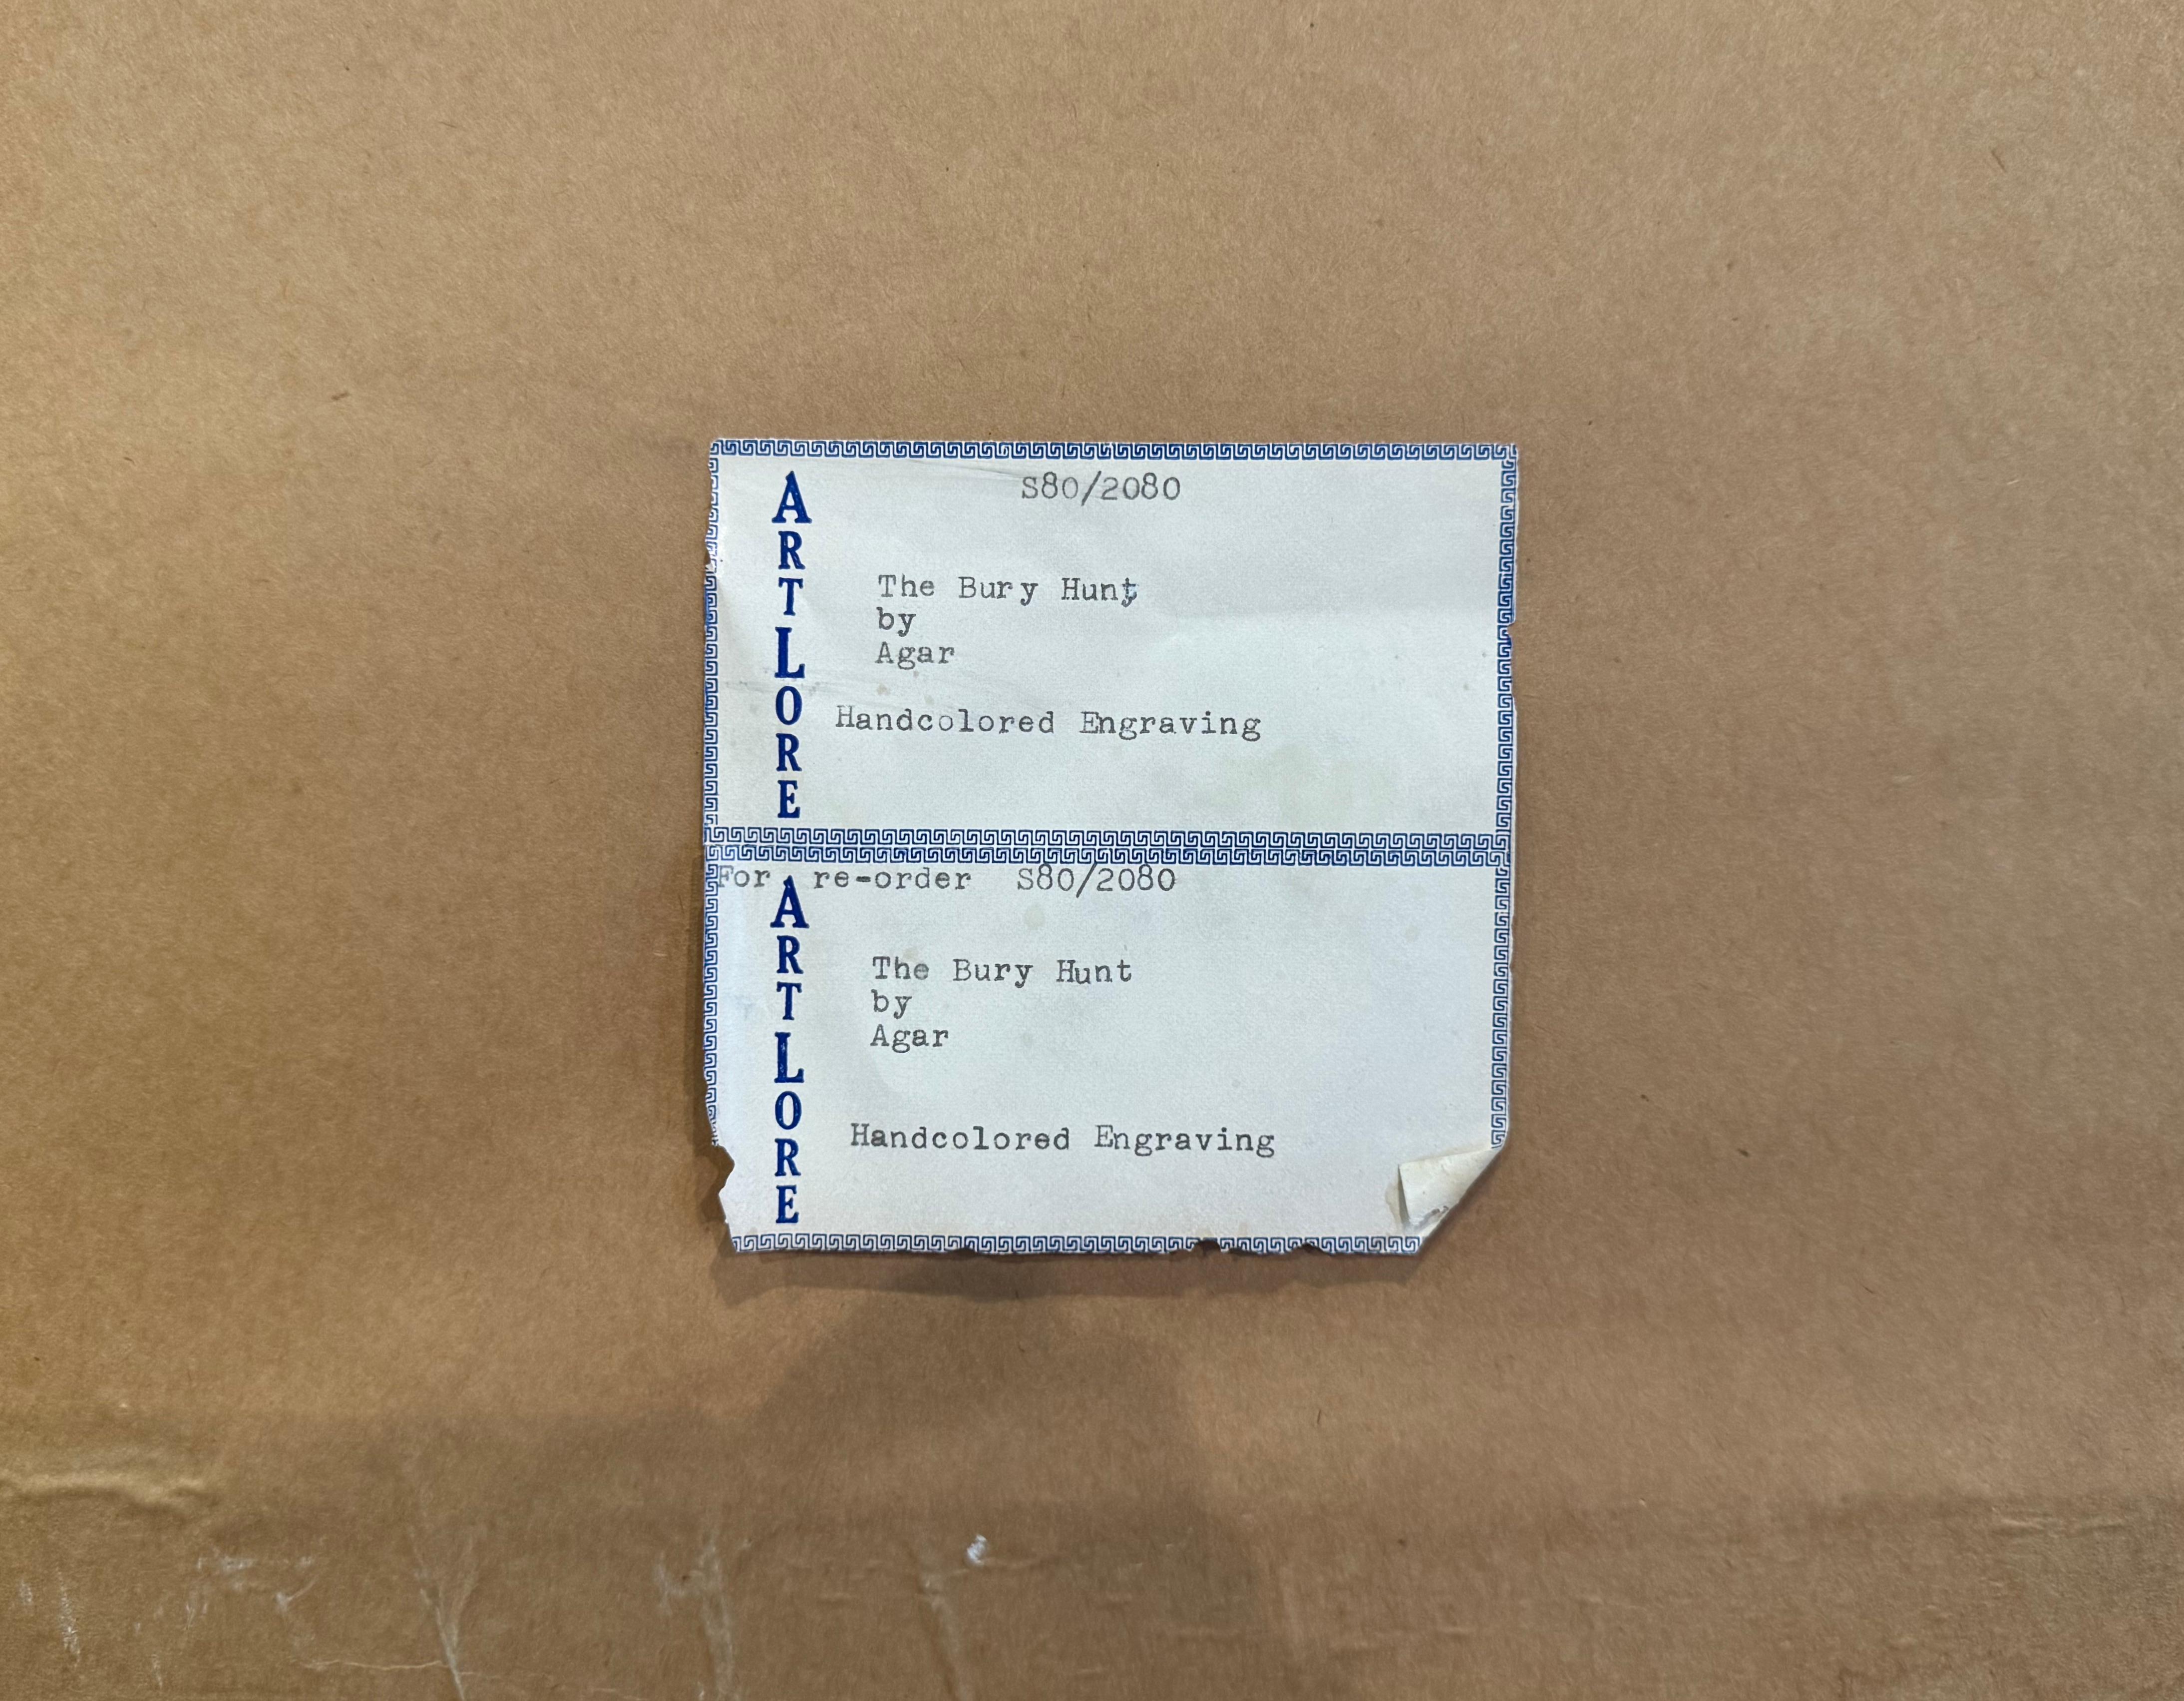 ARTLORE
S80/2080
The Bury Hunt
by
Agar
Handcolored Engraving
For re-order S80/2080
ARTLORE
The Bury Hunt
by
Agar
Handcolored Engraving